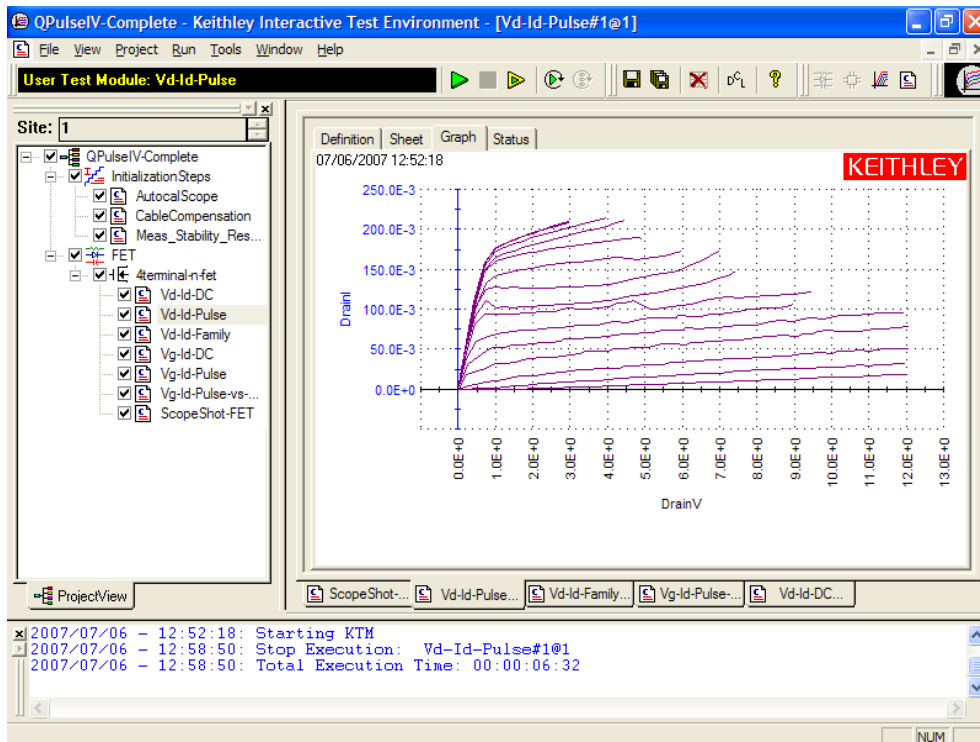 QPulseIV-Complete - Keithley Interactive Test Environment - [Vd-Id-Pulse#1@1]
File View Project Run Tools Window Help
User Test Module: Vd-Id-Pulse
Site: 1
QPulseIV-Complete
InitializationSteps
AutocalScope
CableCompensation
Meas_Stability_Res...
FET
4terminal-n-fet
Vd-Id-DC
Vd-Id-Pulse
Vd-Id-Family
Vg-Id-DC
Vg-Id-Pulse
Vg-Id-Pulse-vs-...
ScopeShot-FET
ProjectView
Definition Sheet Graph Status
07/06/2007 12:52:18
KEITHLEY
250.0E-3
200.0E-3
150.0E-3
100.0E-3
50.0E-3
0.0E+0
DrainI
0.0E+0 1.0E+0 2.0E+0 3.0E+0 4.0E+0 5.0E+0 6.0E+0 7.0E+0 8.0E+0 9.0E+0 10.0E+0 11.0E+0 12.0E+0 13.0E+0
DrainV
ScopeShot-... Vd-Id-Pulse... Vd-Id-Family... Vg-Id-Pulse-... Vd-Id-DC...
2007/07/06 - 12:52:18: Starting KTM
2007/07/06 - 12:58:50: Stop Execution: Vd-Id-Pulse#1@1
2007/07/06 - 12:58:50: Total Execution Time: 00:00:06:32
NUM